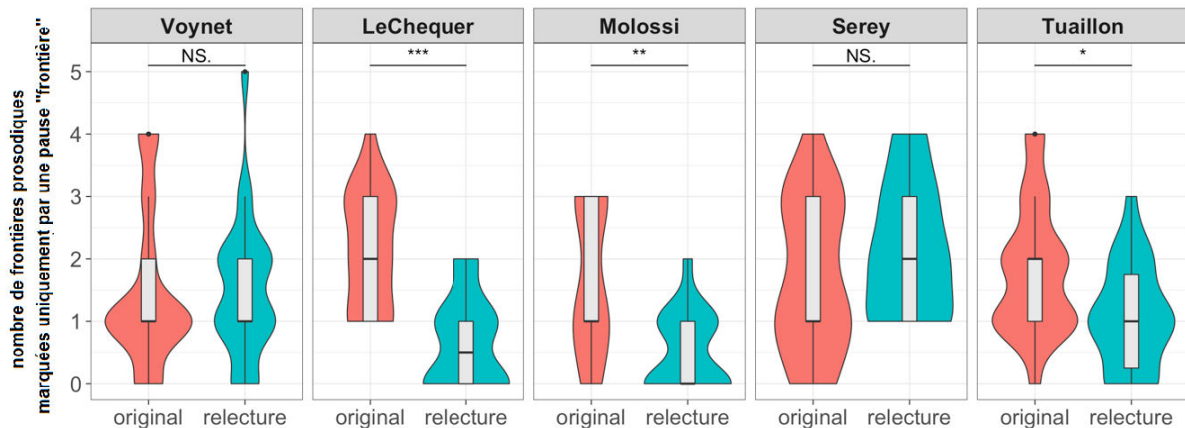 Voynet LeChequer Molossi Serey Tuaillon
NS. *** ** NS. *
nombre de frontières prosodiques
marquées uniquement par une pause "frontière"
5
4
3
2
1
0
original relecture original relecture original relecture original relecture original relecture